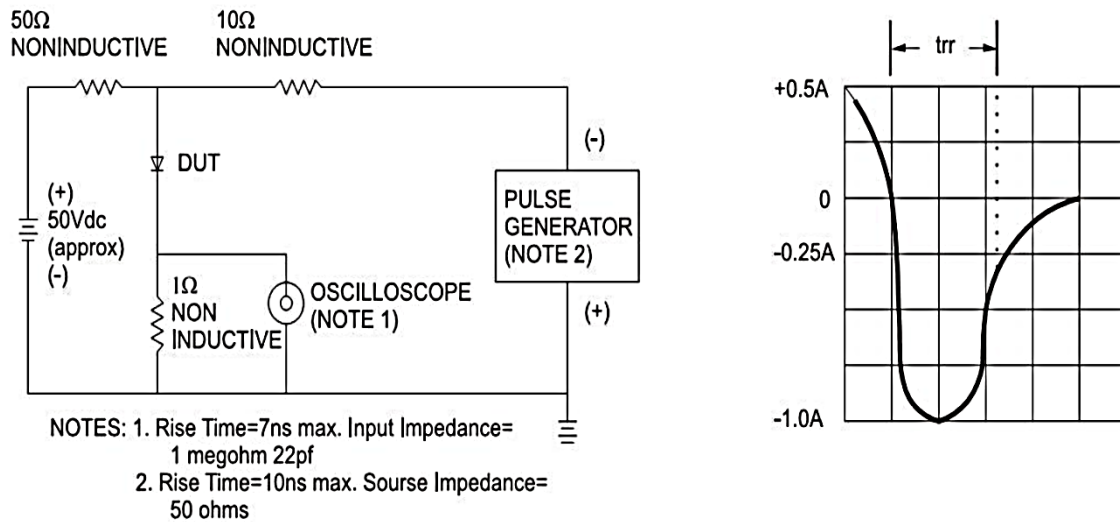 50Ω
NONINDUCTIVE
10Ω
NONINDUCTIVE
DUT
(+)
50Vdc
(approx)
(-)
1Ω
NON
INDUCTIVE
OSCILLOSCOPE
(NOTE 1)
(-)
PULSE
GENERATOR
(NOTE 2)
(+)
NOTES: 1. Rise Time=7ns max. Input Impedance=
1 megohm 22pf
2. Rise Time=10ns max. Sourse Impedance=
50 ohms
trr
+0.5A
0
-0.25A
-1.0A